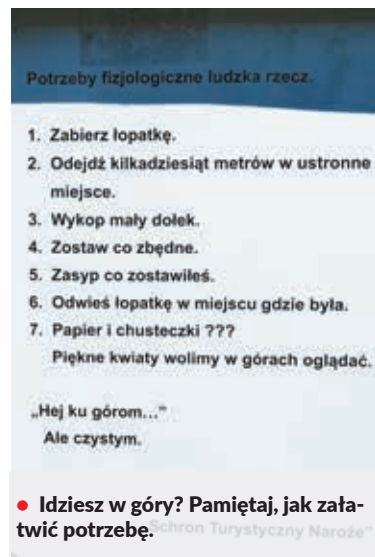 Potrzeby fizjologiczne ludzka rzecz.
1. Zabierz łopatkę.
2. Odejdź kilkadziesiąt metrów w ustronne
miejsce.
3. Wykop mały dołek.
4. Zostaw co zbędne.
5. Zasyp co zostawiłeś.
6. Odwieś łopatkę w miejscu gdzie była.
7. Papier i chusteczki ???
Piękne kwiaty wolimy w górach oglądać.
„Hej ku górom...”
Ale czystym.
• Idziesz w góry? Pamiętaj, jak zała-
twić potrzebę.
Schron Turystyczny Naroże”